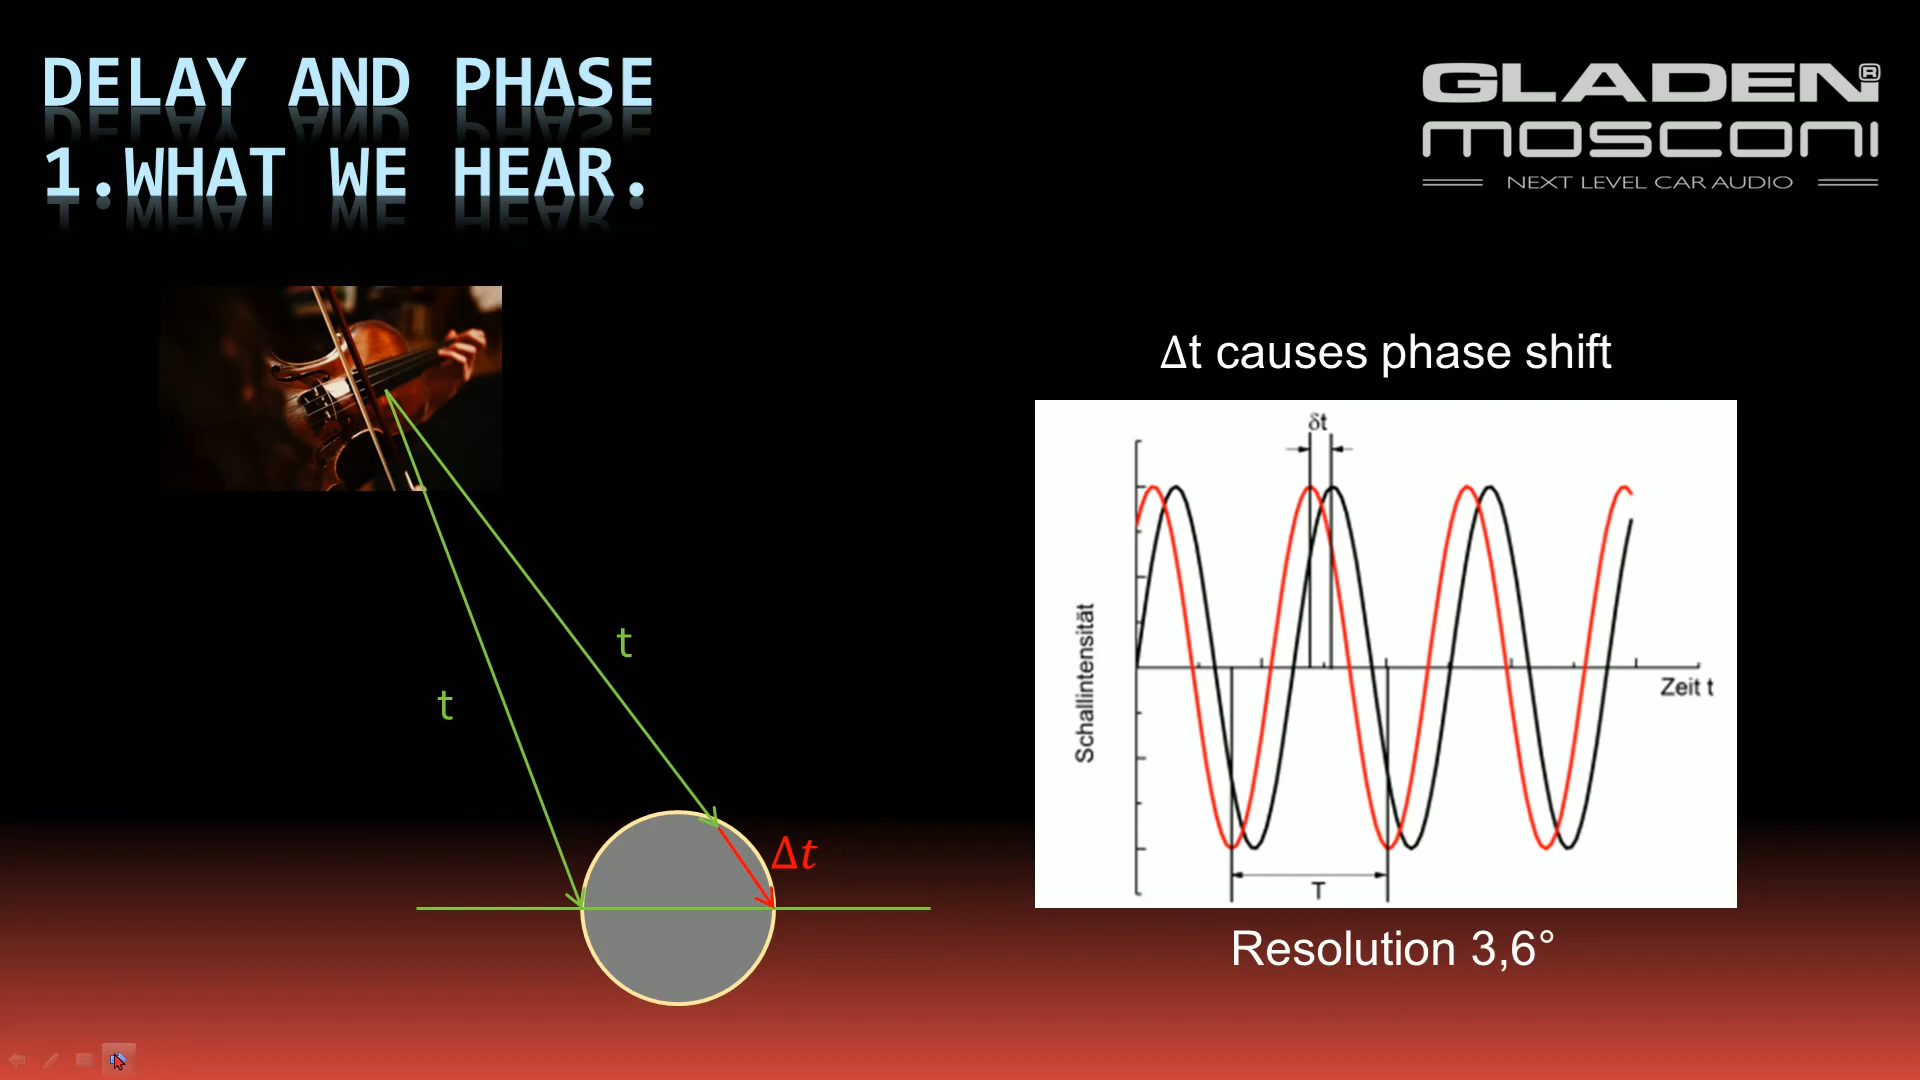 DELAY AND PHASE
1.WHAT WE HEAR.
GLADEN®
MOSCONI
NEXT LEVEL CAR AUDIO
Δt causes phase shift
δt
Schallintensität
Zeit t
T
t
t
Δt
Resolution 3,6°